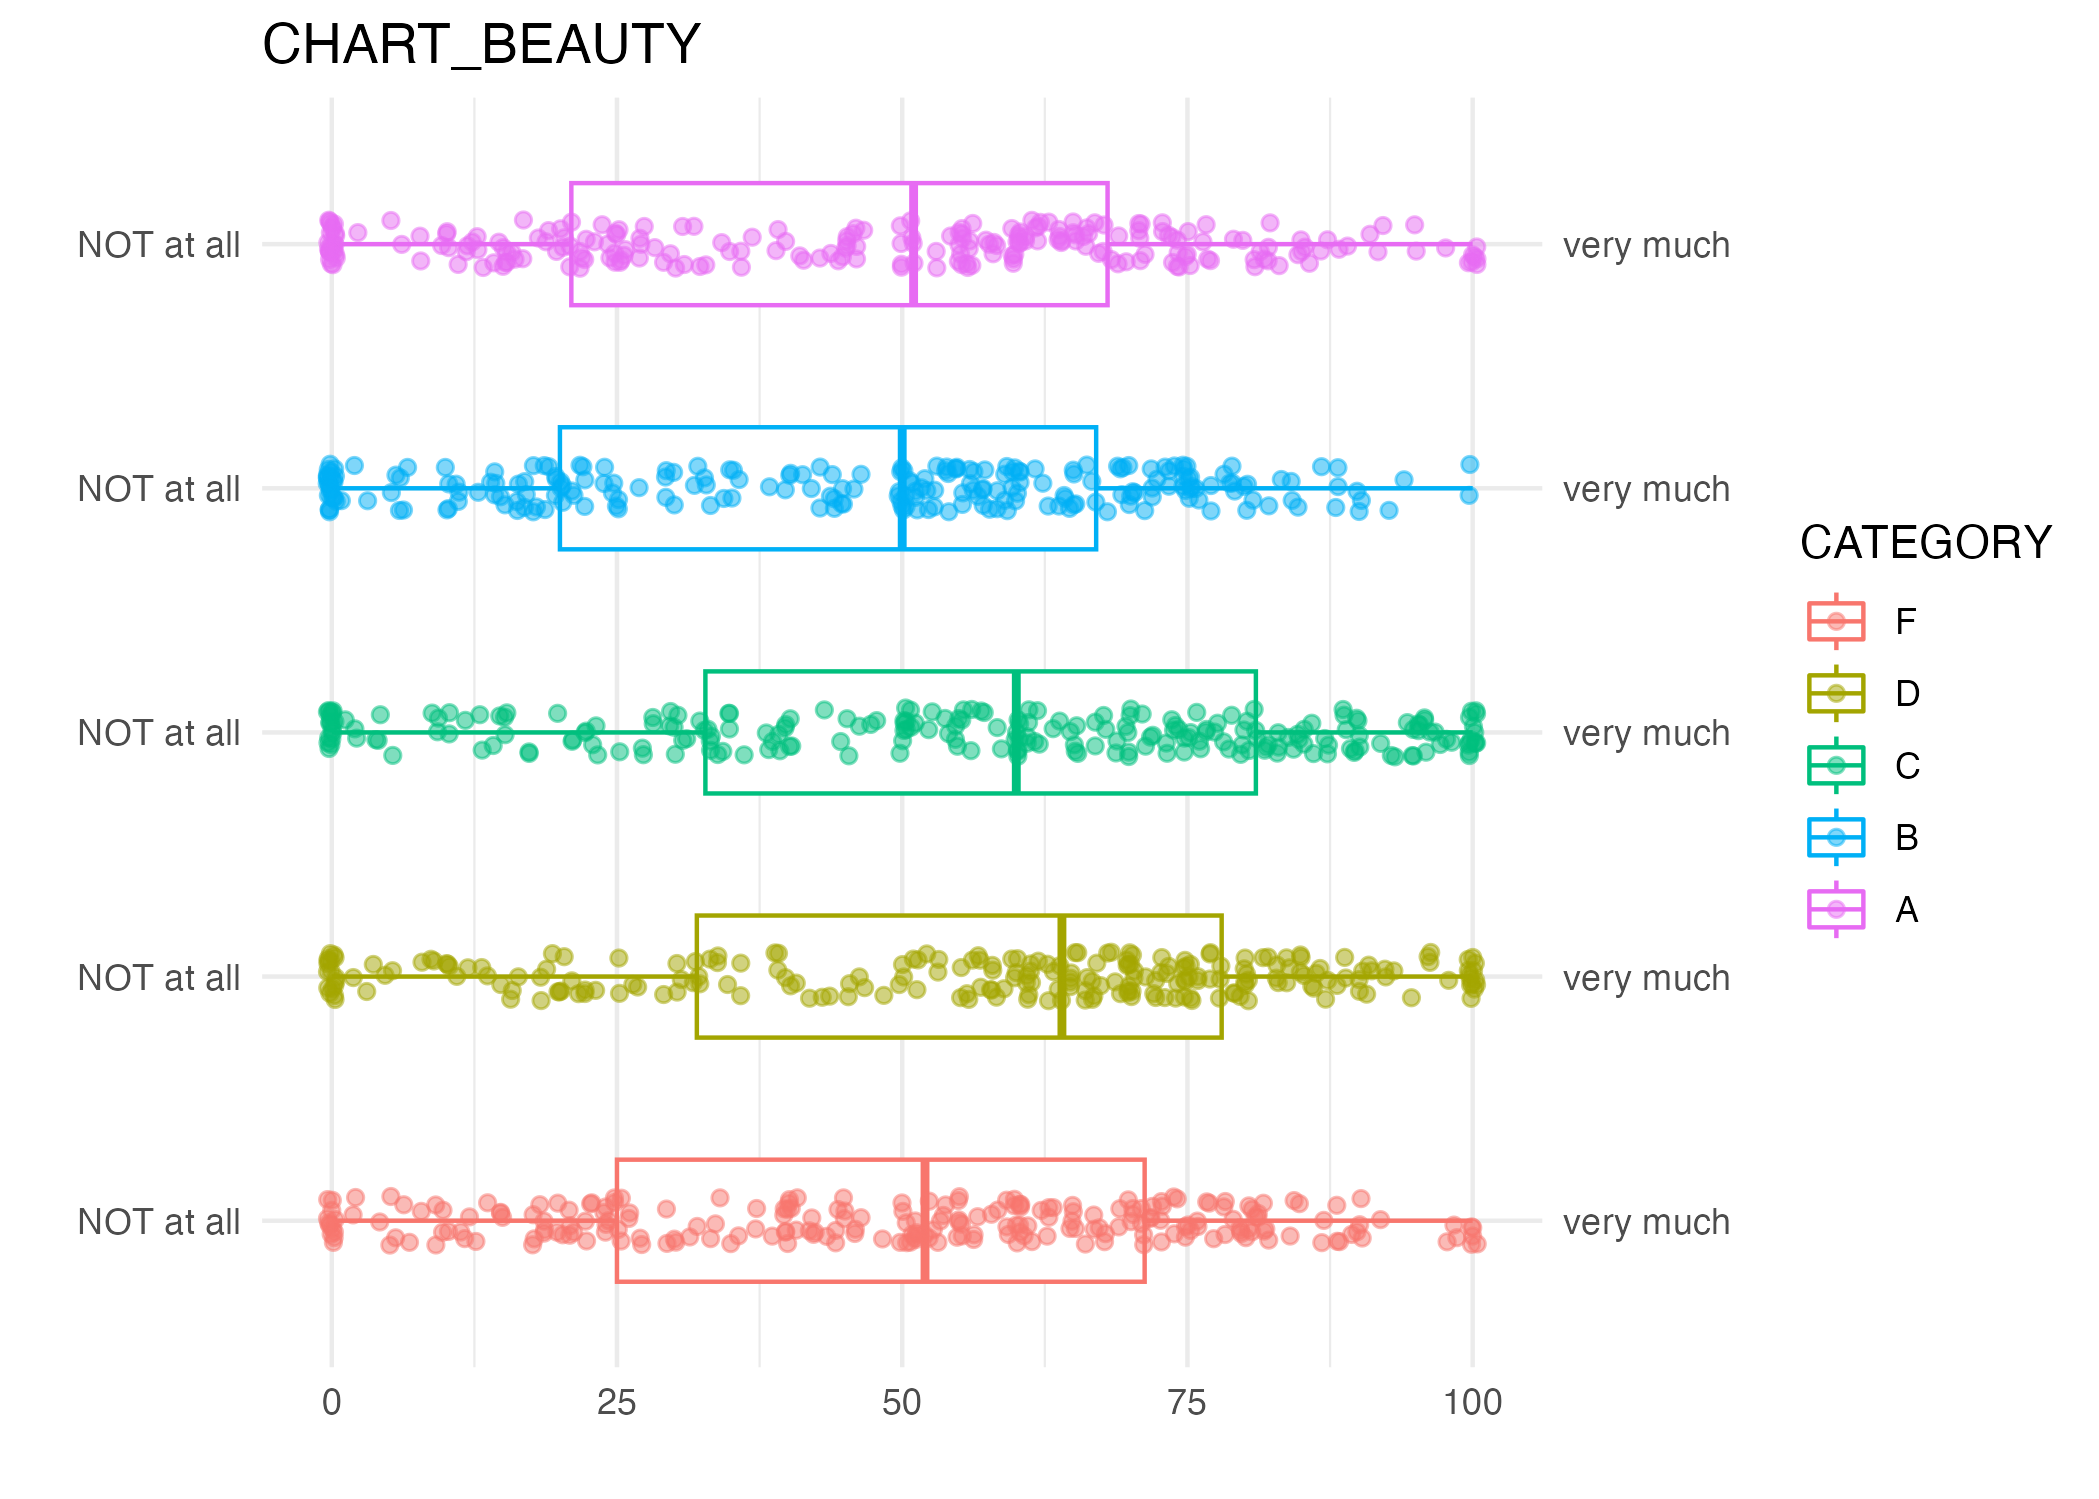 CHART_BEAUTY
NOT at all
very much
NOT at all
very much
NOT at all
very much
NOT at all
very much
NOT at all
very much
0
25
50
75
100
CATEGORY
F
D
C
B
A